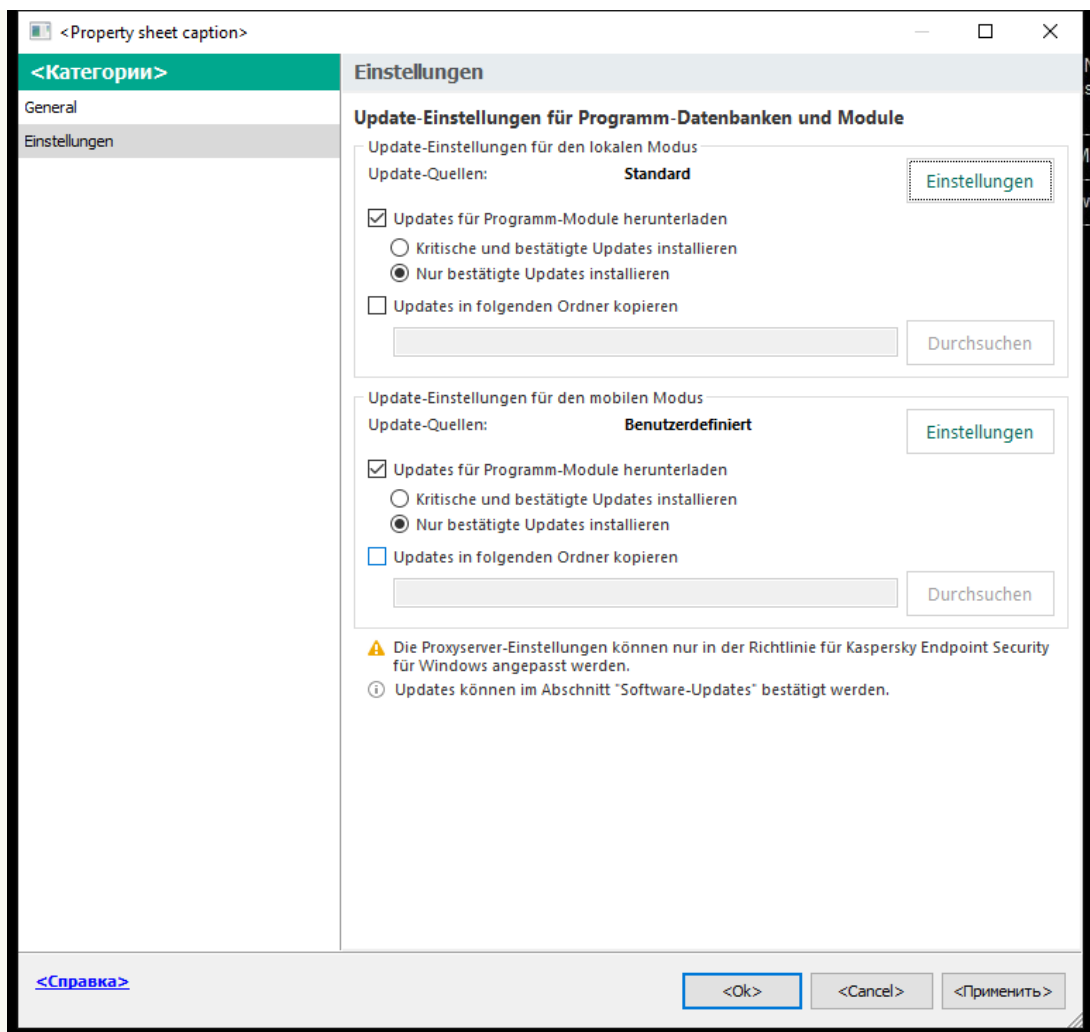 <Property sheet caption>
<Категории>
General
Einstellungen
Einstellungen
Update-Einstellungen für Programm-Datenbanken und Module
Update-Einstellungen für den lokalen Modus
Update-Quellen: Standard
Einstellungen
Updates für Programm-Module herunterladen
Kritische und bestätigte Updates installieren
Nur bestätigte Updates installieren
Updates in folgenden Ordner kopieren
Durchsuchen
Update-Einstellungen für den mobilen Modus
Update-Quellen: Benutzerdefiniert
Einstellungen
Updates für Programm-Module herunterladen
Kritische und bestätigte Updates installieren
Nur bestätigte Updates installieren
Updates in folgenden Ordner kopieren
Durchsuchen
Die Proxyserver-Einstellungen können nur in der Richtlinie für Kaspersky Endpoint Security
für Windows angepasst werden.
Updates können im Abschnitt "Software-Updates" bestätigt werden.
<Справка>
<Ok> <Cancel> <Применить>